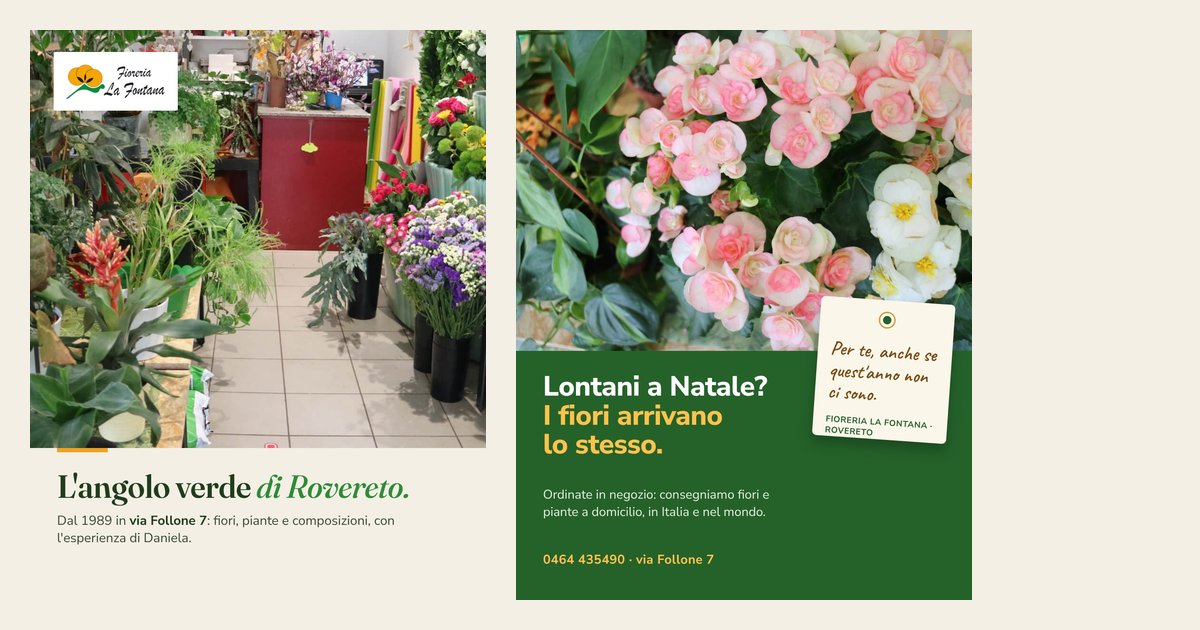 Fioreria
La Fontana
L'angolo verde di Rovereto.
Dal 1989 in via Follone 7: fiori, piante e composizioni, con
l'esperienza di Daniela.
Per te, anche se
quest'anno non
ci sono.
FIORERIA LA FONTANA ·
ROVERETO
Lontani a Natale?
I fiori arrivano
lo stesso.
Ordinate in negozio: consegniamo fiori e
piante a domicilio, in Italia e nel mondo.
0464 435490 · via Follone 7